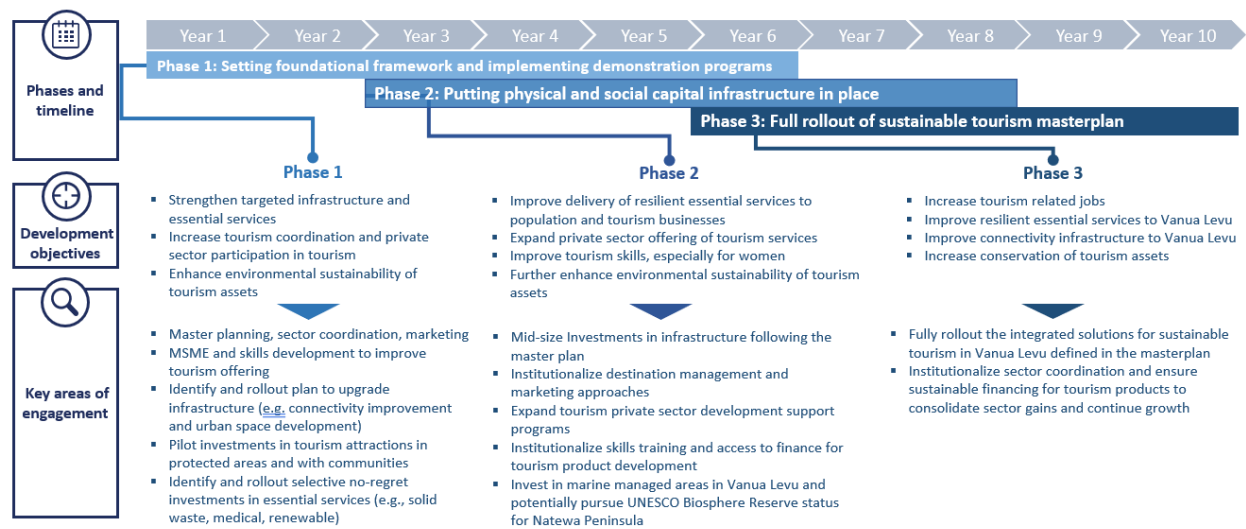 Phases and
timeline
Year 1
Year 2
Year 3
Year 4
Year 5
Year 6
Year 7
Year 8
Year 9
Year 10
Phase 1: Setting foundational framework and implementing demonstration programs
Phase 2: Putting physical and social capital infrastructure in place
Phase 3: Full rollout of sustainable tourism masterplan
Development
objectives
Phase 1
▪ Strengthen targeted infrastructure and
essential services
▪ Increase tourism coordination and private
sector participation in tourism
▪ Enhance environmental sustainability of
tourism assets
Phase 2
▪ Improve delivery of resilient essential services to
population and tourism businesses
▪ Expand private sector offering of tourism services
▪ Improve tourism skills, especially for women
▪ Further enhance environmental sustainability of tourism
assets
Phase 3
▪ Increase tourism related jobs
▪ Improve resilient essential services to Vanua Levu
▪ Improve connectivity infrastructure to Vanua Levu
▪ Increase conservation of tourism assets
Key areas of
engagement
▪ Master planning, sector coordination, marketing
▪ MSME and skills development to improve
tourism offering
▪ Identify and rollout plan to upgrade
infrastructure (e.g. connectivity improvement
and urban space development)
▪ Pilot investments in tourism attractions in
protected areas and with communities
▪ Identify and rollout selective no-regret
investments in essential services (e.g., solid
waste, medical, renewable)
▪ Mid-size Investments in infrastructure following the
master plan
▪ Institutionalize destination management and
marketing approaches
▪ Expand tourism private sector development support
programs
▪ Institutionalize skills training and access to finance for
tourism product development
▪ Invest in marine managed areas in Vanua Levu and
potentially pursue UNESCO Biosphere Reserve status
for Natewa Peninsula
▪ Fully rollout the integrated solutions for sustainable
tourism in Vanua Levu defined in the masterplan
▪ Institutionalize sector coordination and ensure
sustainable financing for tourism products to
consolidate sector gains and continue growth